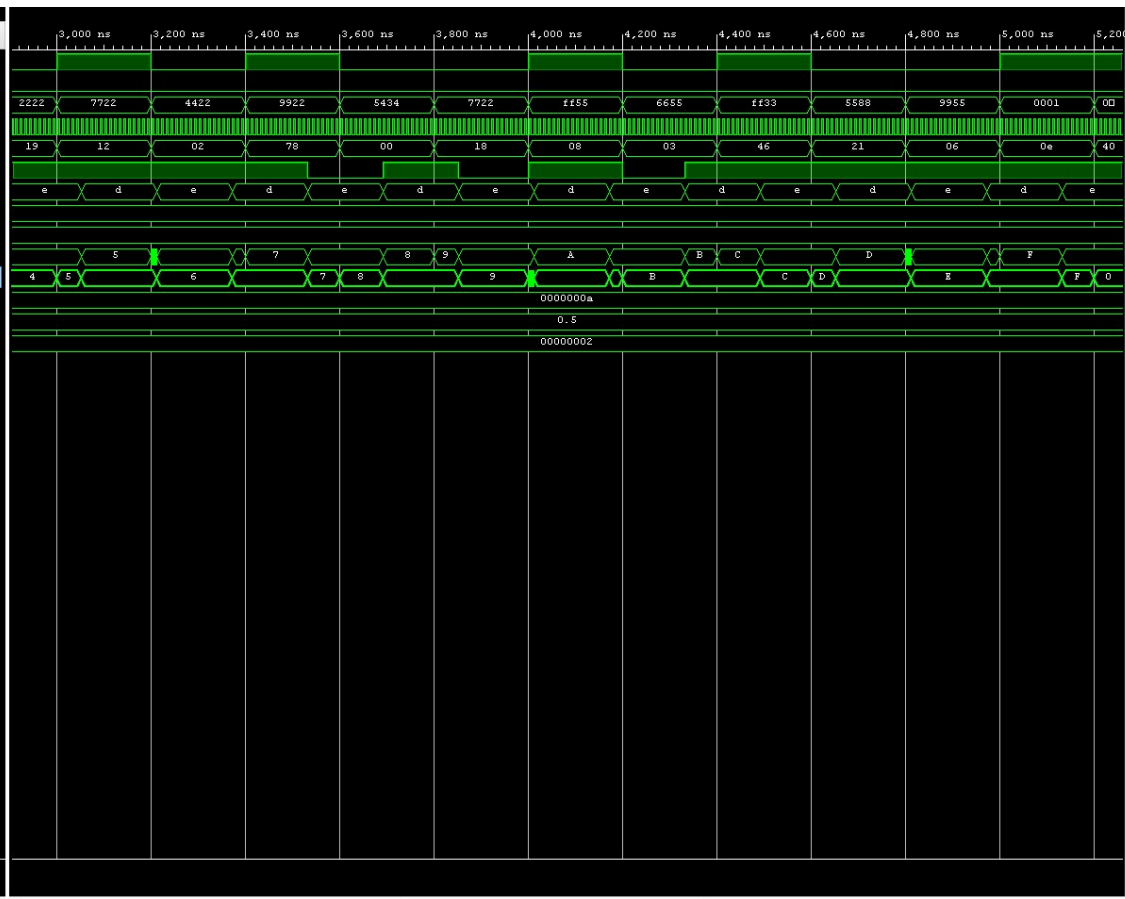 3,000 ns 3,200 ns 3,400 ns 3,600 ns 3,800 ns 4,000 ns 4,200 ns 4,400 ns 4,600 ns 4,800 ns 5,000 ns 5,200
2222 7722 4422 9922 5434 7722 ff55 6655 ff33 5588 9955 0001 0
19 12 02 78 00 18 08 03 46 21 06 0e 40
e d e d e d e d e d e d e d e
5 7 8 9 A B C D F
4 5 6 7 8 9 B C D E F 0
0000000a
0.5
00000002